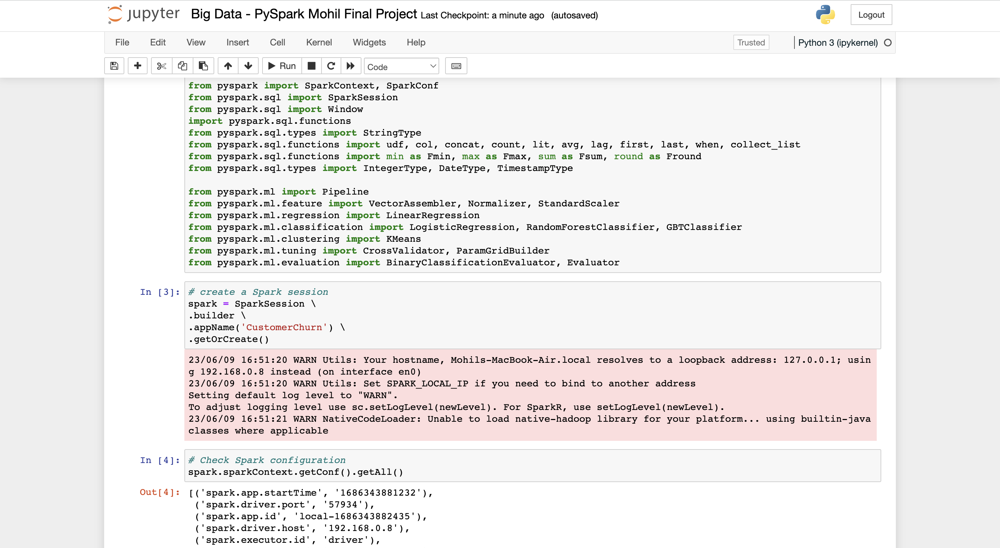 jupyter Big Data - PySpark Mohil Final Project Last Checkpoint: a minute ago (autosaved) Logout
File Edit View Insert Cell Kernel Widgets Help Trusted Python 3 (ipykernel)
Run Code
from pyspark import SparkContext, SparkConf
from pyspark.sql import SparkSession
from pyspark.sql import Window
import pyspark.sql.functions
from pyspark.sql.types import StringType
from pyspark.sql.functions import udf, col, concat, count, lit, avg, lag, first, last, when, collect_list
from pyspark.sql.functions import min as Fmin, max as Fmax, sum as Fsum, round as Fround
from pyspark.sql.types import IntegerType, DateType, TimestampType
from pyspark.ml import Pipeline
from pyspark.ml.feature import VectorAssembler, Normalizer, StandardScaler
from pyspark.ml.regression import LinearRegression
from pyspark.ml.classification import LogisticRegression, RandomForestClassifier, GBTClassifier
from pyspark.ml.clustering import KMeans
from pyspark.ml.tuning import CrossValidator, ParamGridBuilder
from pyspark.ml.evaluation import BinaryClassificationEvaluator, Evaluator
In [3]: # create a Spark session
spark = SparkSession \
.builder \
.appName('CustomerChurn') \
.getOrCreate()
23/06/09 16:51:20 WARN Utils: Your hostname, Mohils-MacBook-Air.local resolves to a loopback address: 127.0.0.1; usin
g 192.168.0.8 instead (on interface en0)
23/06/09 16:51:20 WARN Utils: Set SPARK_LOCAL_IP if you need to bind to another address
Setting default log level to "WARN".
To adjust logging level use sc.setLogLevel(newLevel). For SparkR, use setLogLevel(newLevel).
23/06/09 16:51:21 WARN NativeCodeLoader: Unable to load native-hadoop library for your platform... using builtin-java
classes where applicable
In [4]: # Check Spark configuration
spark.sparkContext.getConf().getAll()
Out[4]: [('spark.app.startTime', '1686343881232'),
('spark.driver.port', '57934'),
('spark.app.id', 'local-1686343882435'),
('spark.driver.host', '192.168.0.8'),
('spark.executor.id', 'driver'),